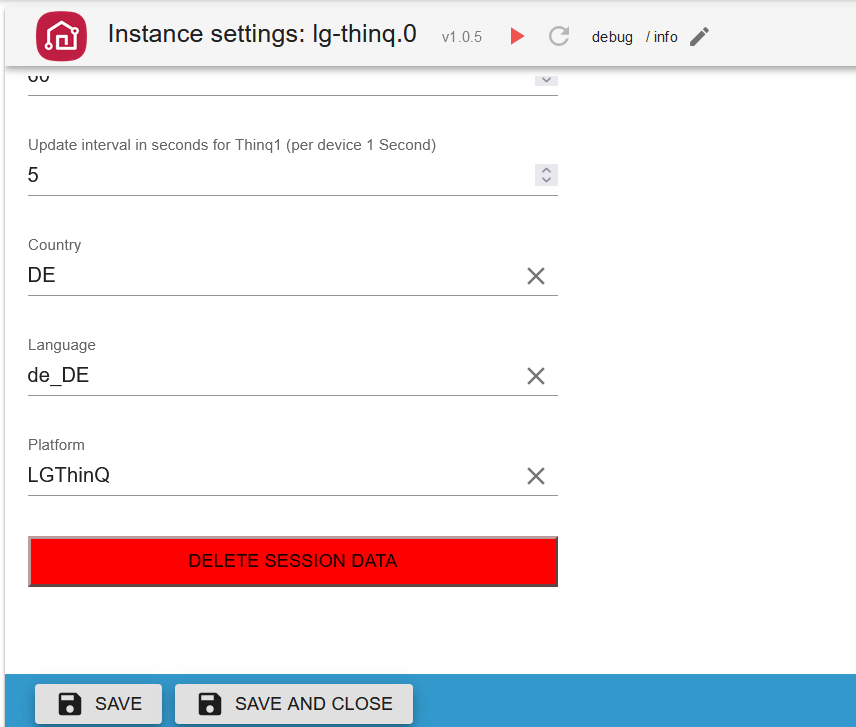 Instance settings: lg-thinq.0 v1.0.5 debug / info
Update interval in seconds for Thinq1 (per device 1 Second)
5
Country
DE
Language
de_DE
Platform
LGThinQ
DELETE SESSION DATA
SAVE SAVE AND CLOSE